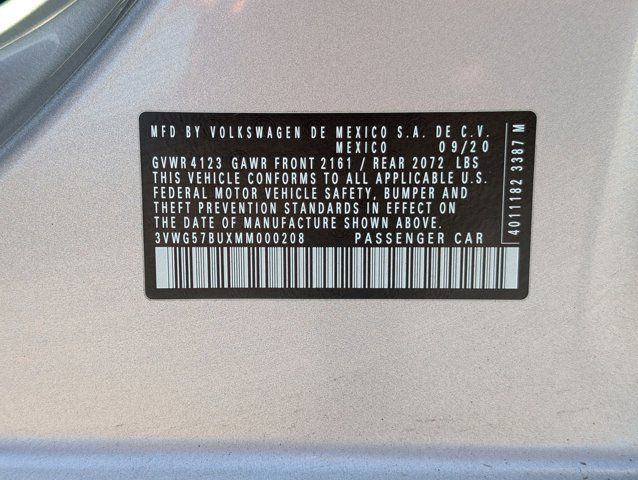 MFD BY VOLKSWAGEN DE MEXICO S.A. DE C.V.
MEXICO 09/20
GVWR 4123 GAWR FRONT 2161 / REAR 2072 LBS
THIS VEHICLE CONFORMS TO ALL APPLICABLE U.S.
FEDERAL MOTOR VEHICLE SAFETY, BUMPER AND
THEFT PREVENTION STANDARDS IN EFFECT ON
THE DATE OF MANUFACTURE SHOWN ABOVE.
3VWG57BUXMM000208 PASSENGER CAR
4011182 3387 M